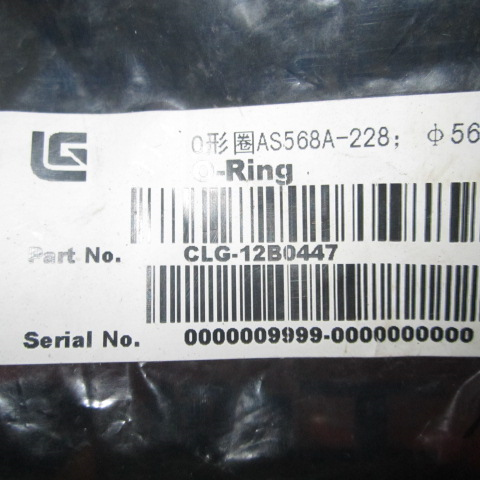 LG
O形圈AS568A-228; φ56
O-Ring
Part No. CLG-12B0447
Serial No. 0000009999-0000000000